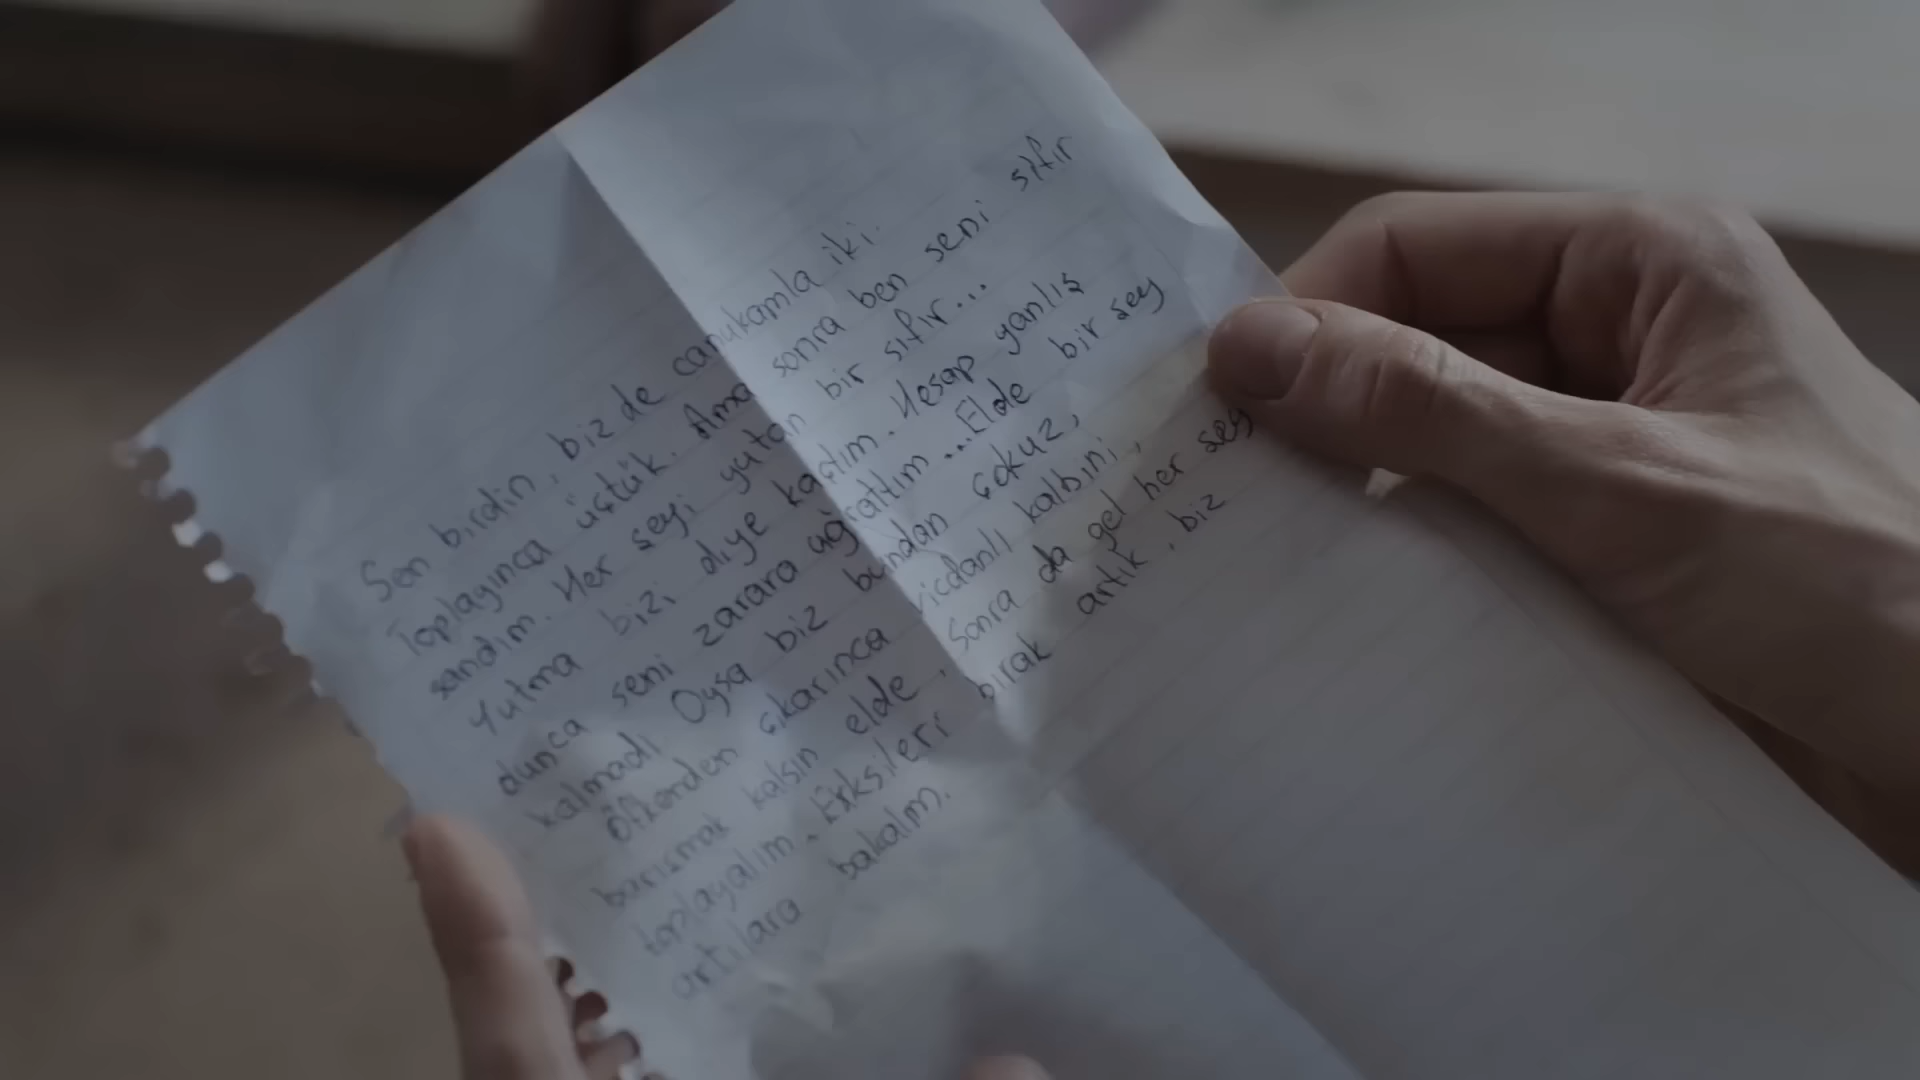 Sen birdin, biz de canukamla iki.
Toplayınca üçtük. Ama sonra ben seni sıfır
sandım. Her şeyi yutan bir sıfır...
Yutma bizi diye kaçtım. Hesap yanlış
dunca seni zarara uğrattım...Elde bir şey
kalmadı Oysa biz bundan çokuz,
Öfkenden çıkarınca vicdanlı kalbini,
barışmak kalsın elde, Sonra da gel her şey
toplayalım. Eksileri bırak artık, biz
artılara bakalım.